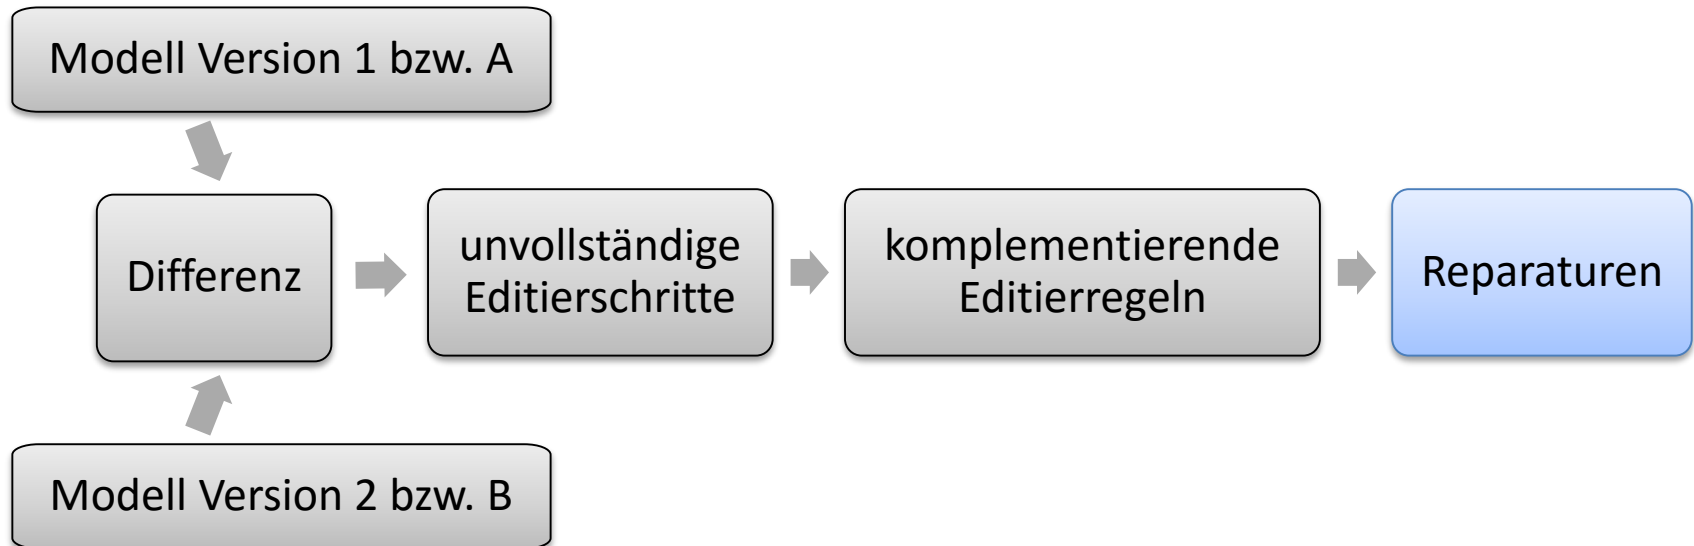 Modell Version 1 bzw. A
Differenz
unvollständige
Editierschritte
komplementierende
Editierregeln
Reparaturen
Modell Version 2 bzw. B